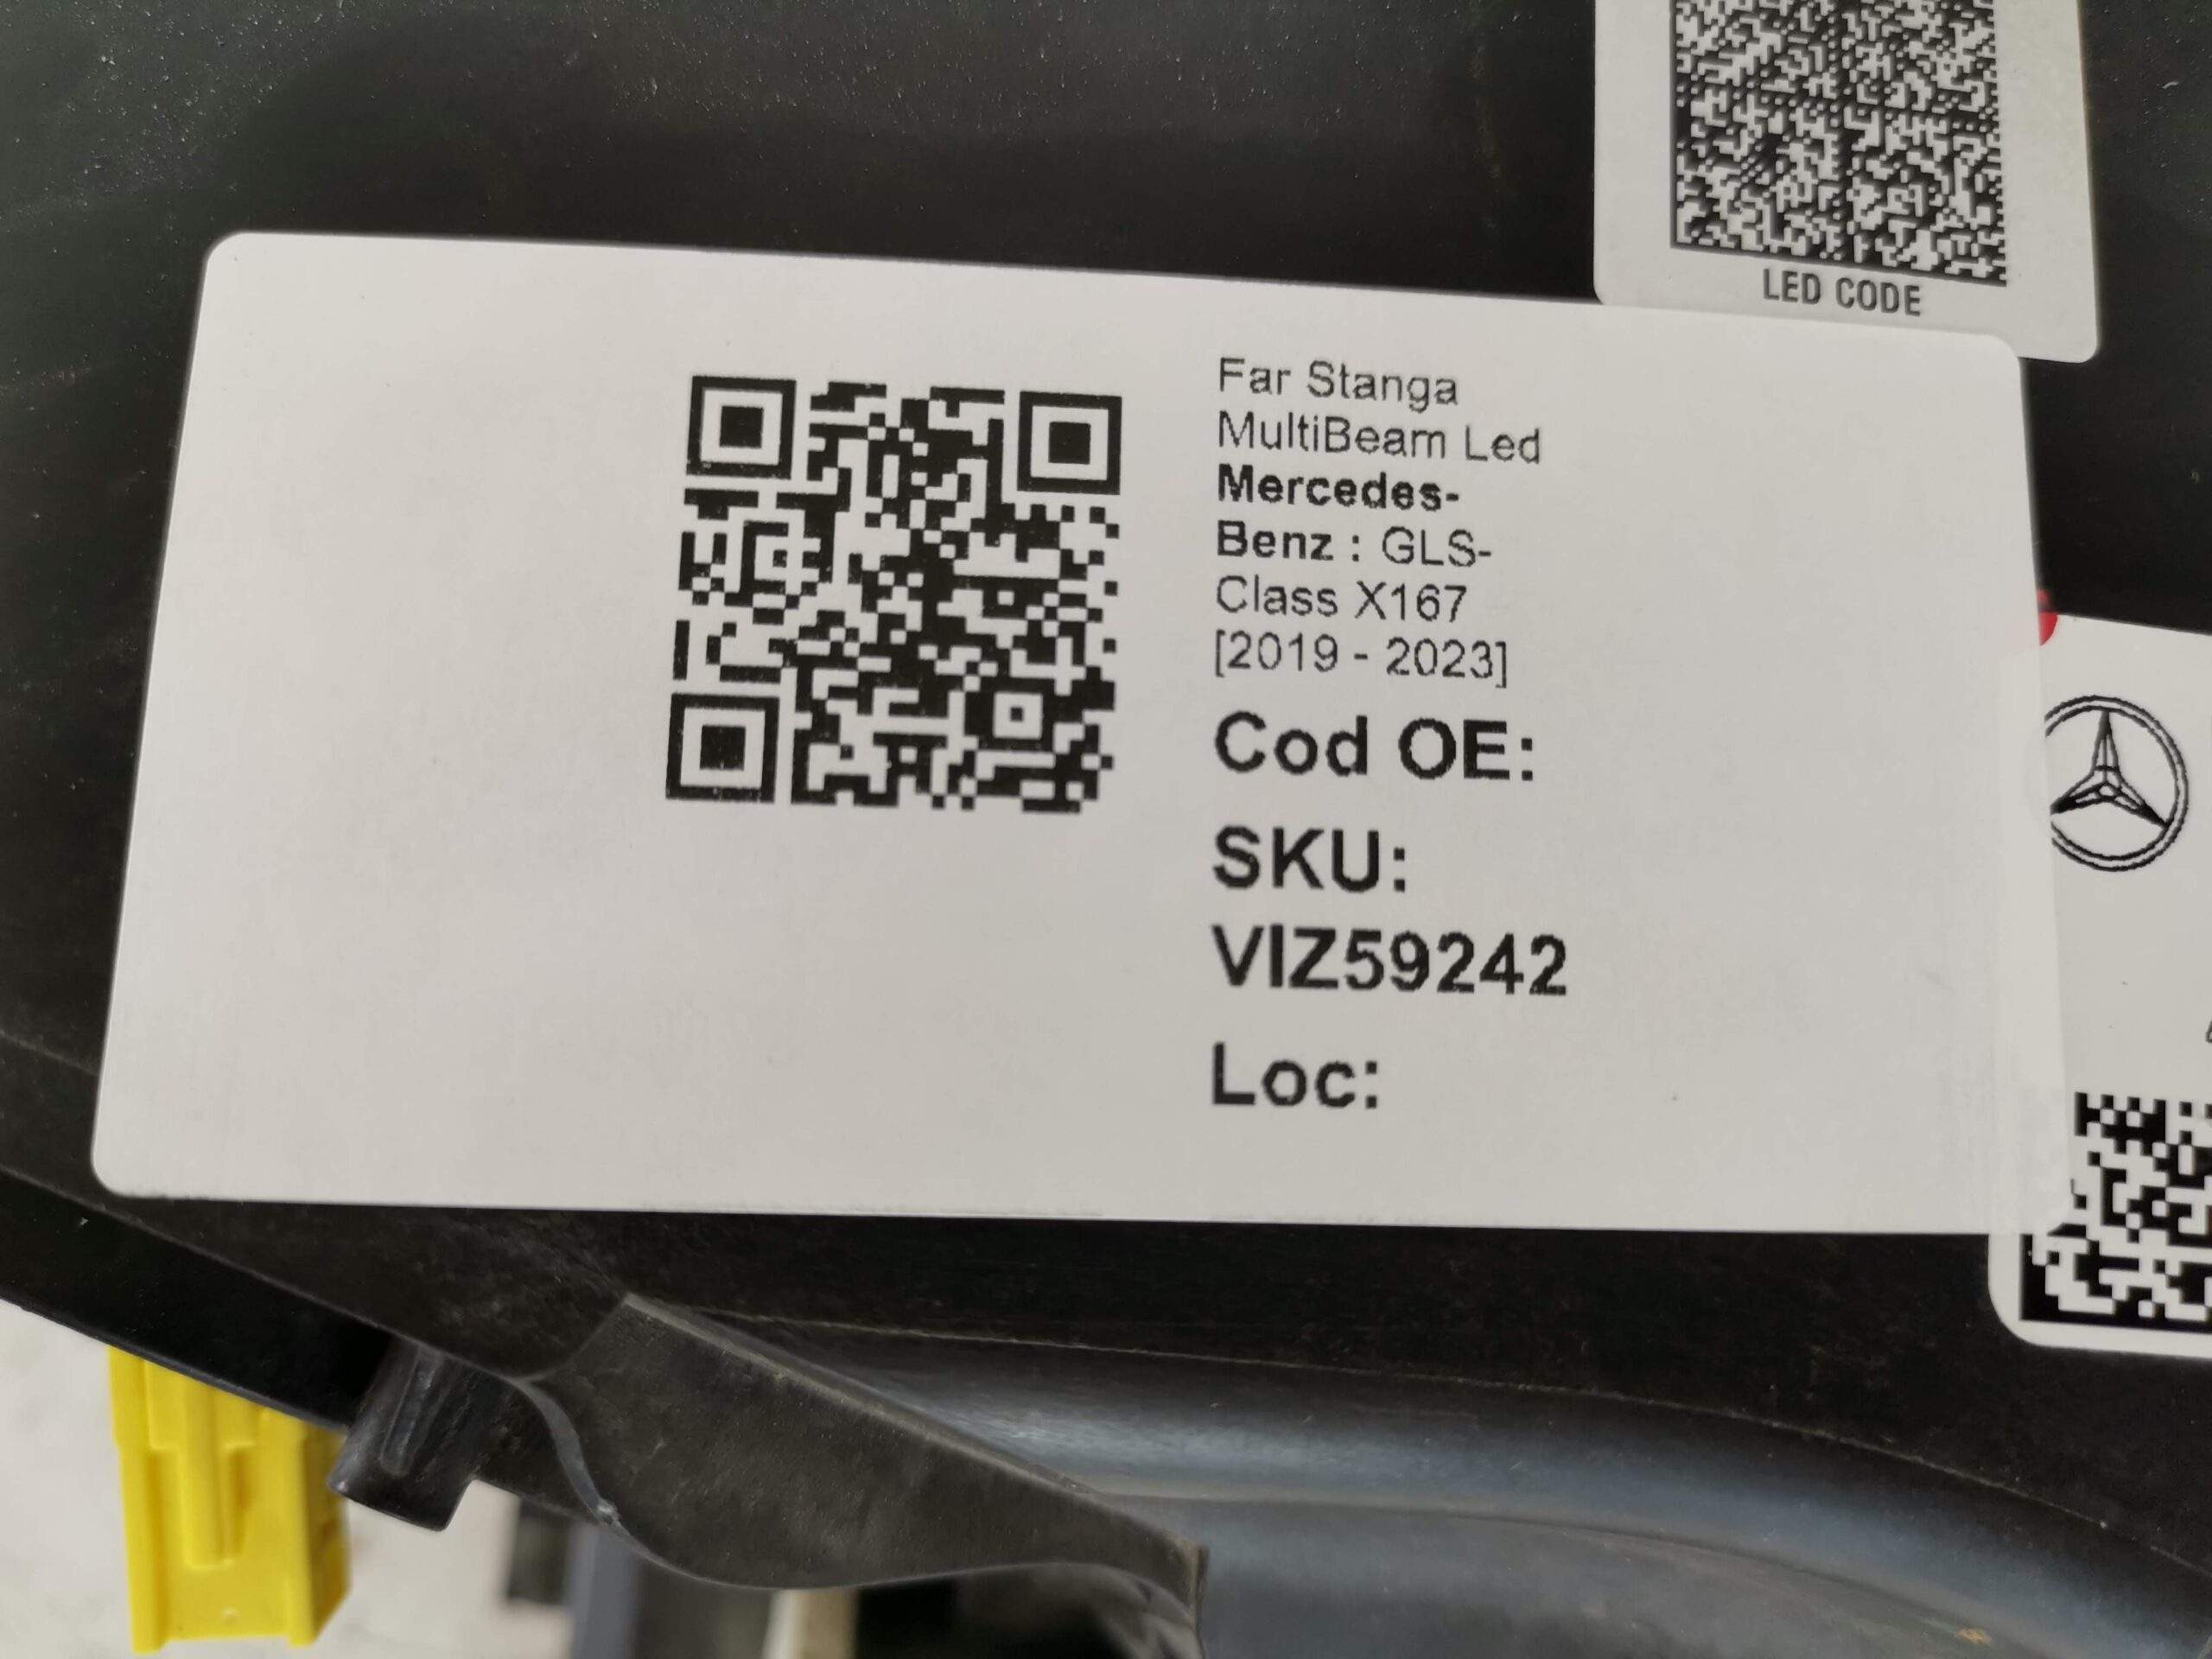 LED CODE
Far Stanga
MultiBeam Led
Mercedes-
Benz : GLS-
Class X167
[2019 - 2023]
Cod OE:
SKU:
VIZ59242
Loc: